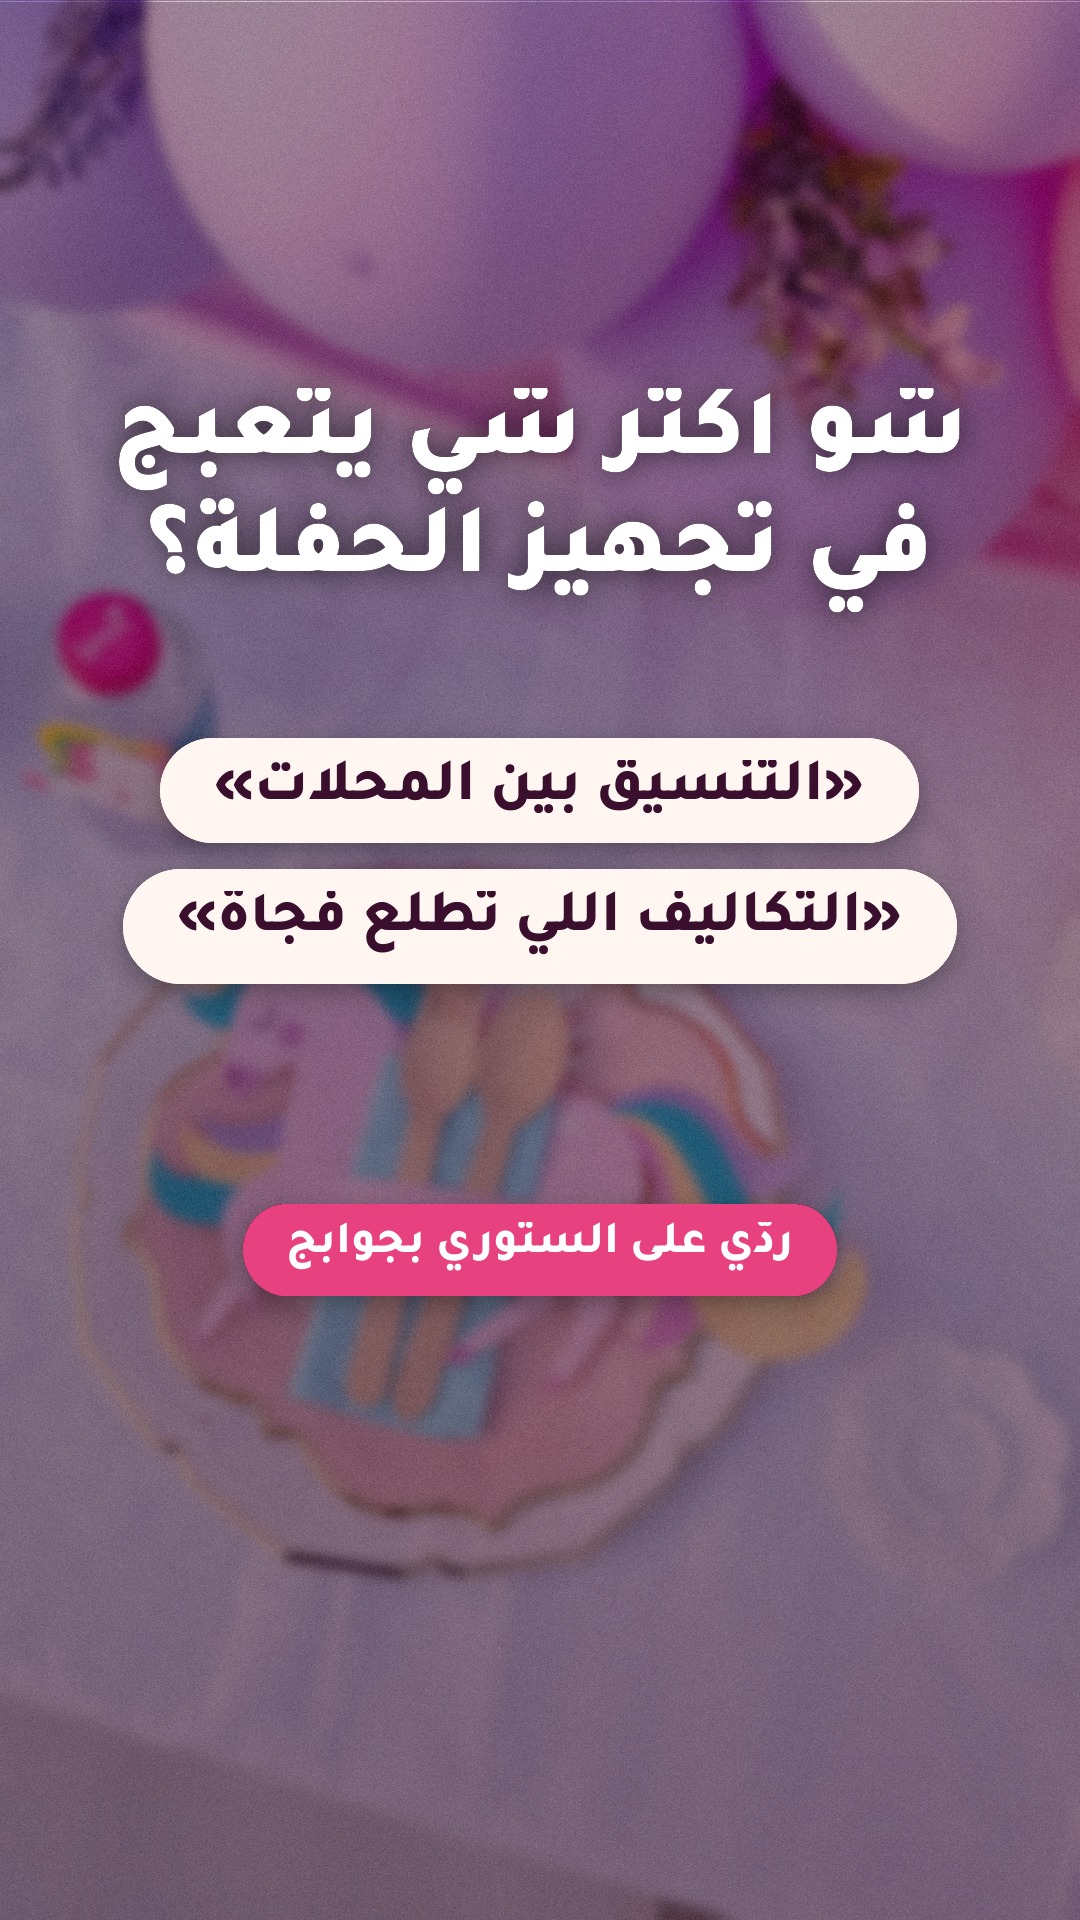 شو اكتر شي يتعبج
في تجهيز الحفلة؟
«التنسيق بين المحلات»
«التكاليف اللي تطلع فجاة»
ردّي على الستوري بجوابج